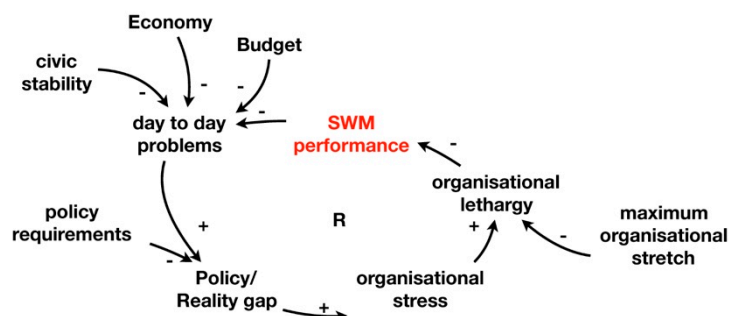 Economy
Budget
civic
stability
-
-
-
-
day to day
problems
SWM
performance
-
organisational
lethargy
policy
requirements
+
R
+
-
maximum
organisational
stretch
-
Policy/
Reality gap
+
organisational
stress